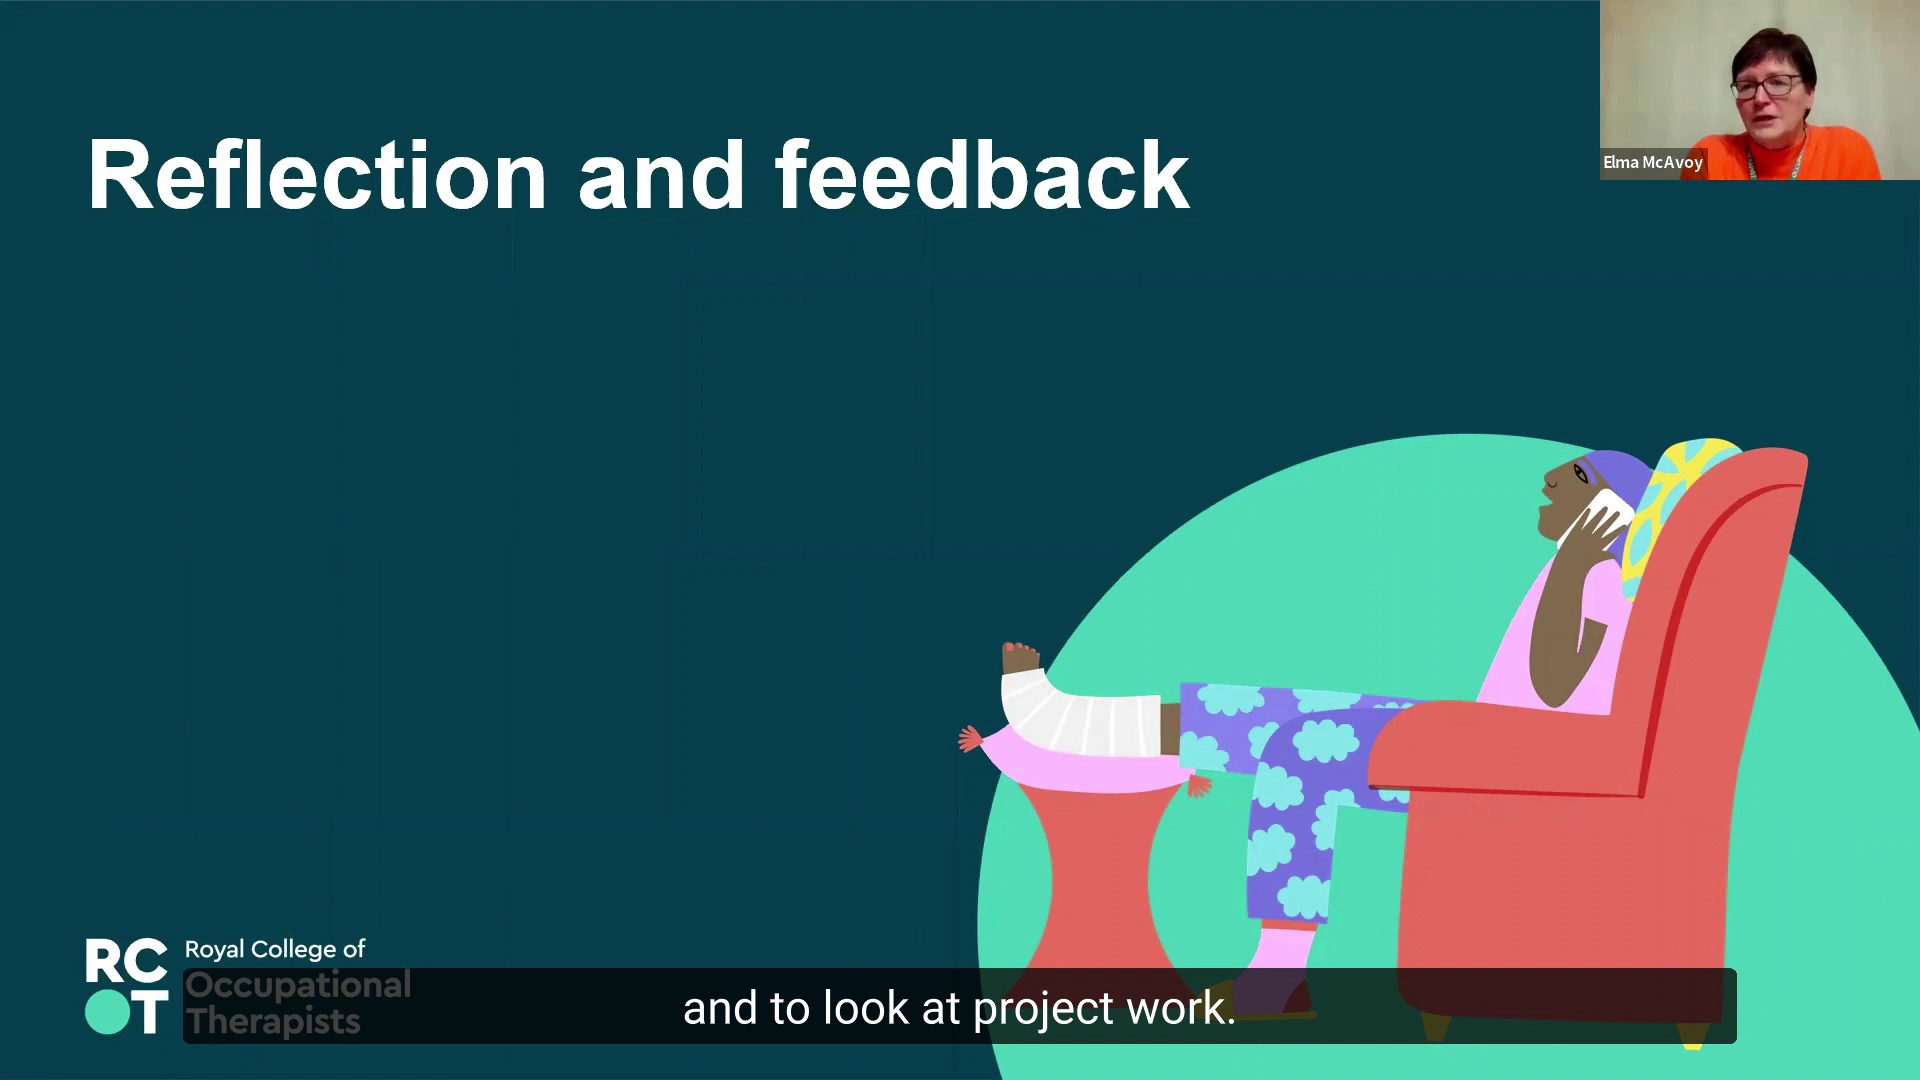 Reflection and feedback
Elma McAvoy
RC
OT
Royal College of
Occupational
Therapists
and to look at project work.